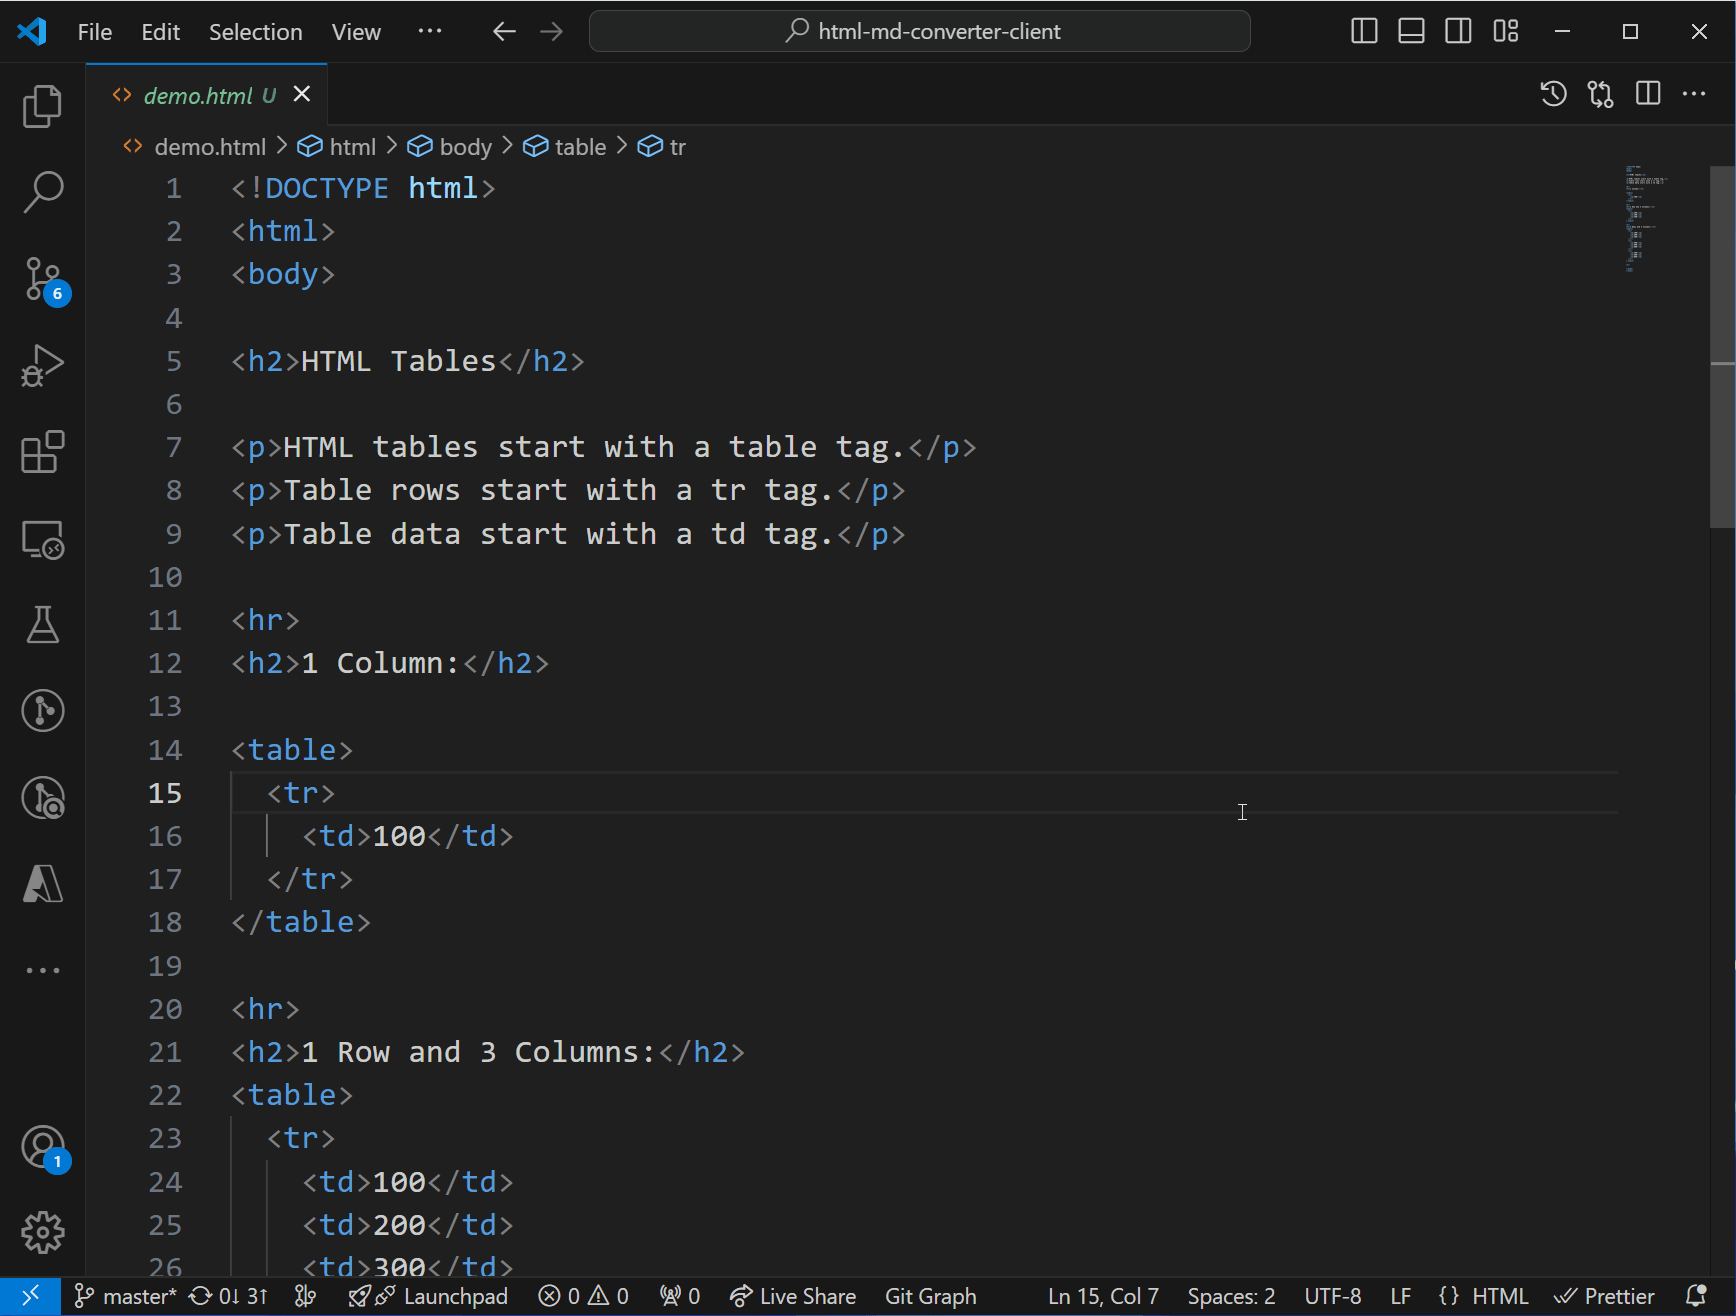 File Edit Selection View ··· html-md-converter-client
demo.html U
demo.html > html > body > table > tr
1 <!DOCTYPE html>
2 <html>
3 <body>
4
5 <h2>HTML Tables</h2>
6
7 <p>HTML tables start with a table tag.</p>
8 <p>Table rows start with a tr tag.</p>
9 <p>Table data start with a td tag.</p>
10
11 <hr>
12 <h2>1 Column:</h2>
13
14 <table>
15 <tr>
16 <td>100</td>
17 </tr>
18 </table>
19
20 <hr>
21 <h2>1 Row and 3 Columns:</h2>
22 <table>
23 <tr>
24 <td>100</td>
25 <td>200</td>
26 <td>300</td>
6
1
master* 0↓ 3↑ Launchpad 0 0 0 Live Share Git Graph Ln 15, Col 7 Spaces: 2 UTF-8 LF {} HTML Prettier